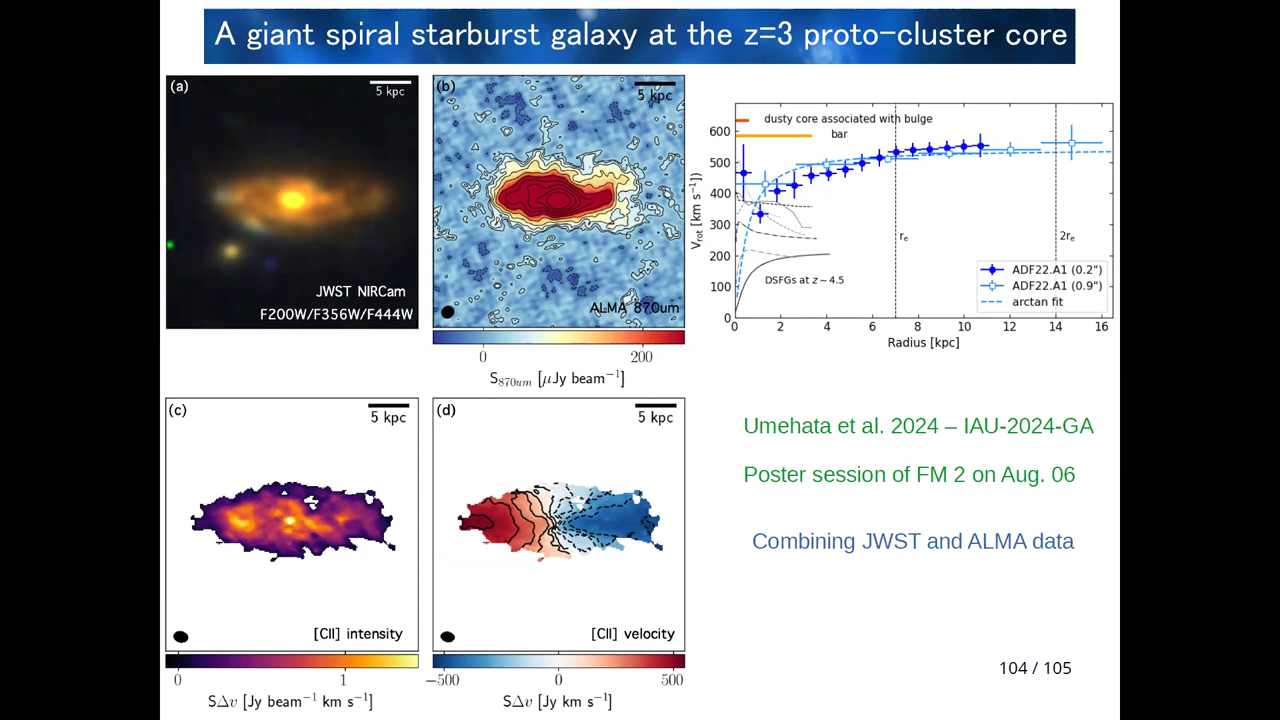 A giant spiral starburst galaxy at the z=3 proto-cluster core
(a)
5 kpc
JWST NIRCam
F200W/F356W/F444W
(b)
5 kpc
ALMA 870um
0 200
S870um [μJy beam−1]
dusty core associated with bulge
bar
600
500
400
300
200
100
0
Vrot [km s−1])
re
2re
DSFGs at z ~ 4.5
ADF22.A1 (0.2")
ADF22.A1 (0.9")
arctan fit
0 2 4 6 8 10 12 14 16
Radius [kpc]
(c)
5 kpc
[CII] intensity
0 1
SΔv [Jy beam−1 km s−1]
(d)
5 kpc
[CII] velocity
−500 0 500
SΔv [Jy km s−1]
Umehata et al. 2024 – IAU-2024-GA
Poster session of FM 2 on Aug. 06
Combining JWST and ALMA data
104 / 105